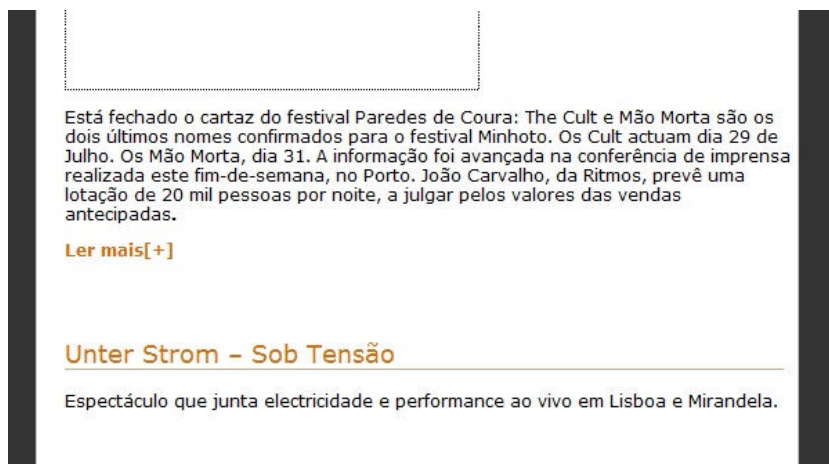 Está fechado o cartaz do festival Paredes de Coura: The Cult e Mão Morta são os
dois últimos nomes confirmados para o festival Minhoto. Os Cult actuam dia 29 de
Julho. Os Mão Morta, dia 31. A informação foi avançada na conferência de imprensa
realizada este fim-de-semana, no Porto. João Carvalho, da Ritmos, prevê uma
lotação de 20 mil pessoas por noite, a julgar pelos valores das vendas
antecipadas.
Ler mais[+]
Unter Strom – Sob Tensão
Espectáculo que junta electricidade e performance ao vivo em Lisboa e Mirandela.